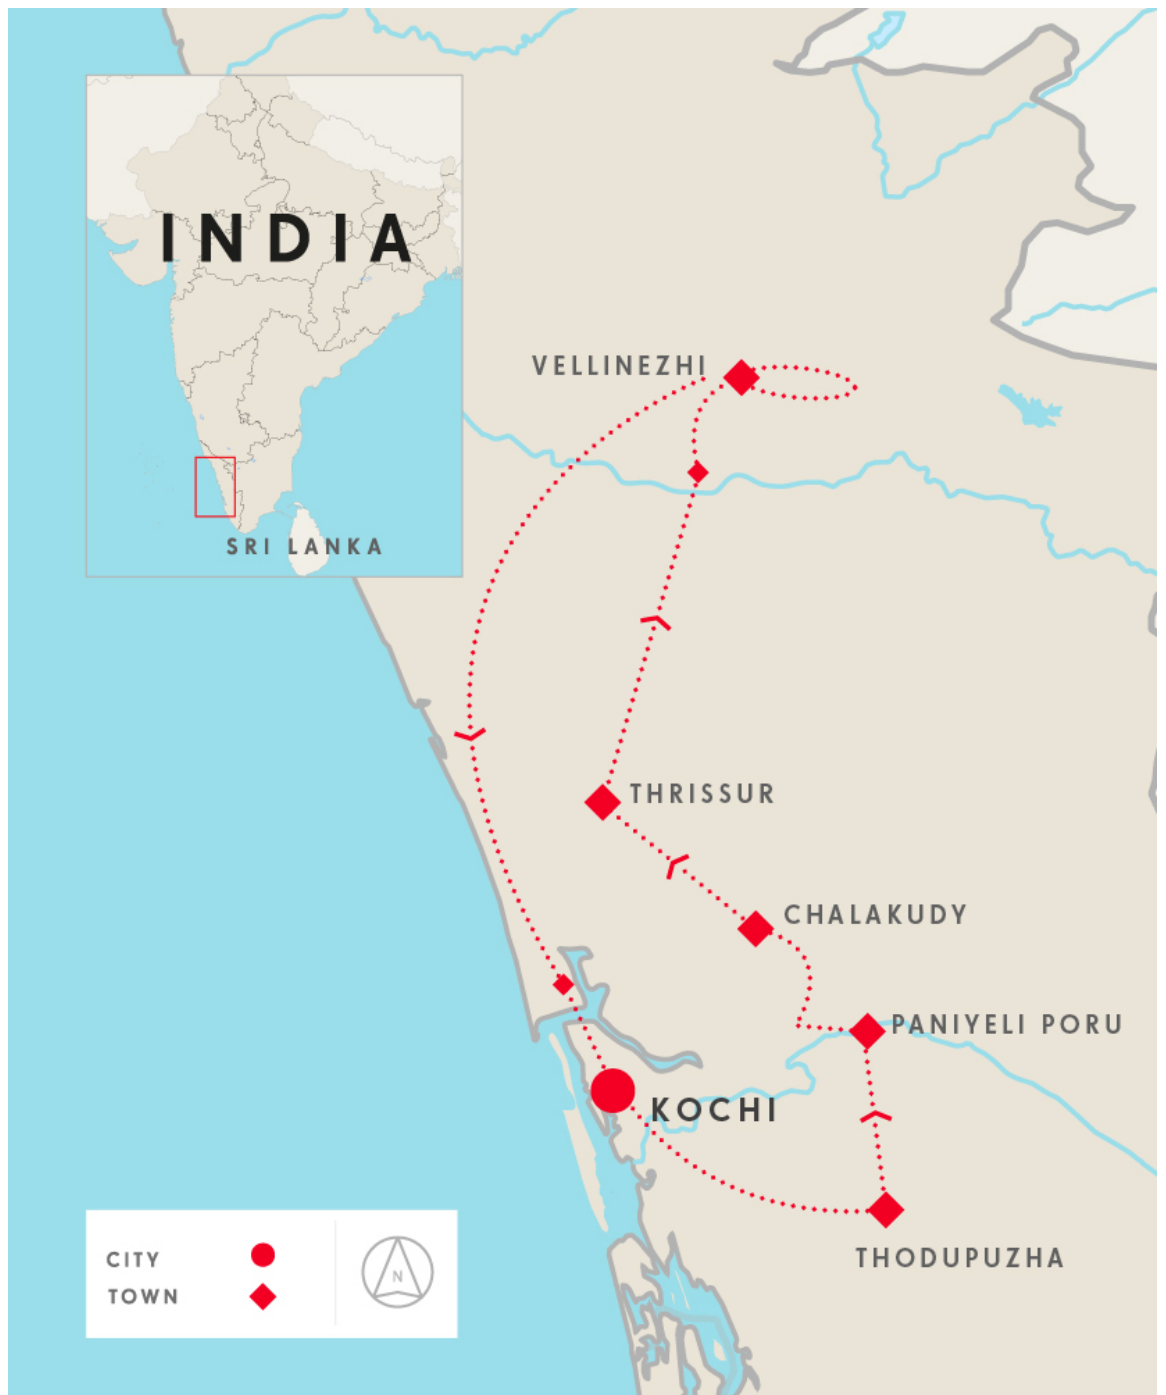 INDIA
SRI LANKA
VELLINEZHI
THRISSUR
CHALAKUDY
PANIYELI PORU
KOCHI
THODUPUZHA
CITY
TOWN
N